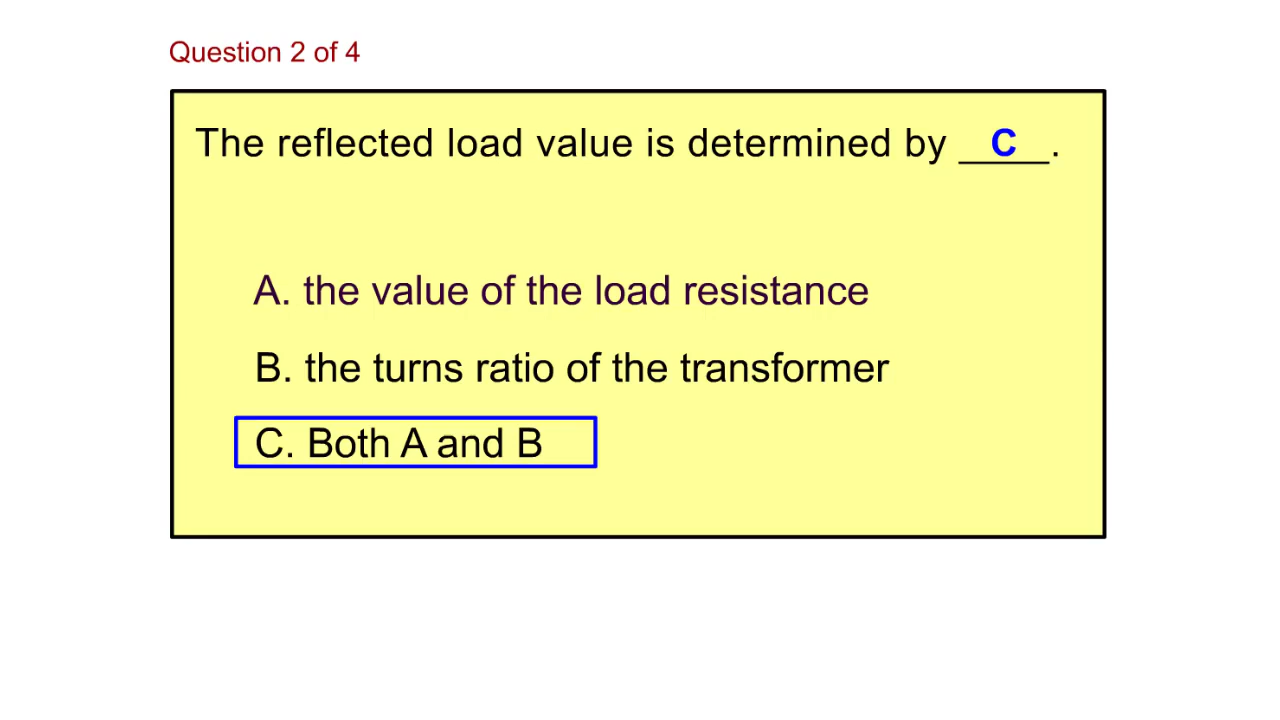 Question 2 of 4
The reflected load value is determined by __C__.
A. the value of the load resistance
B. the turns ratio of the transformer
C. Both A and B